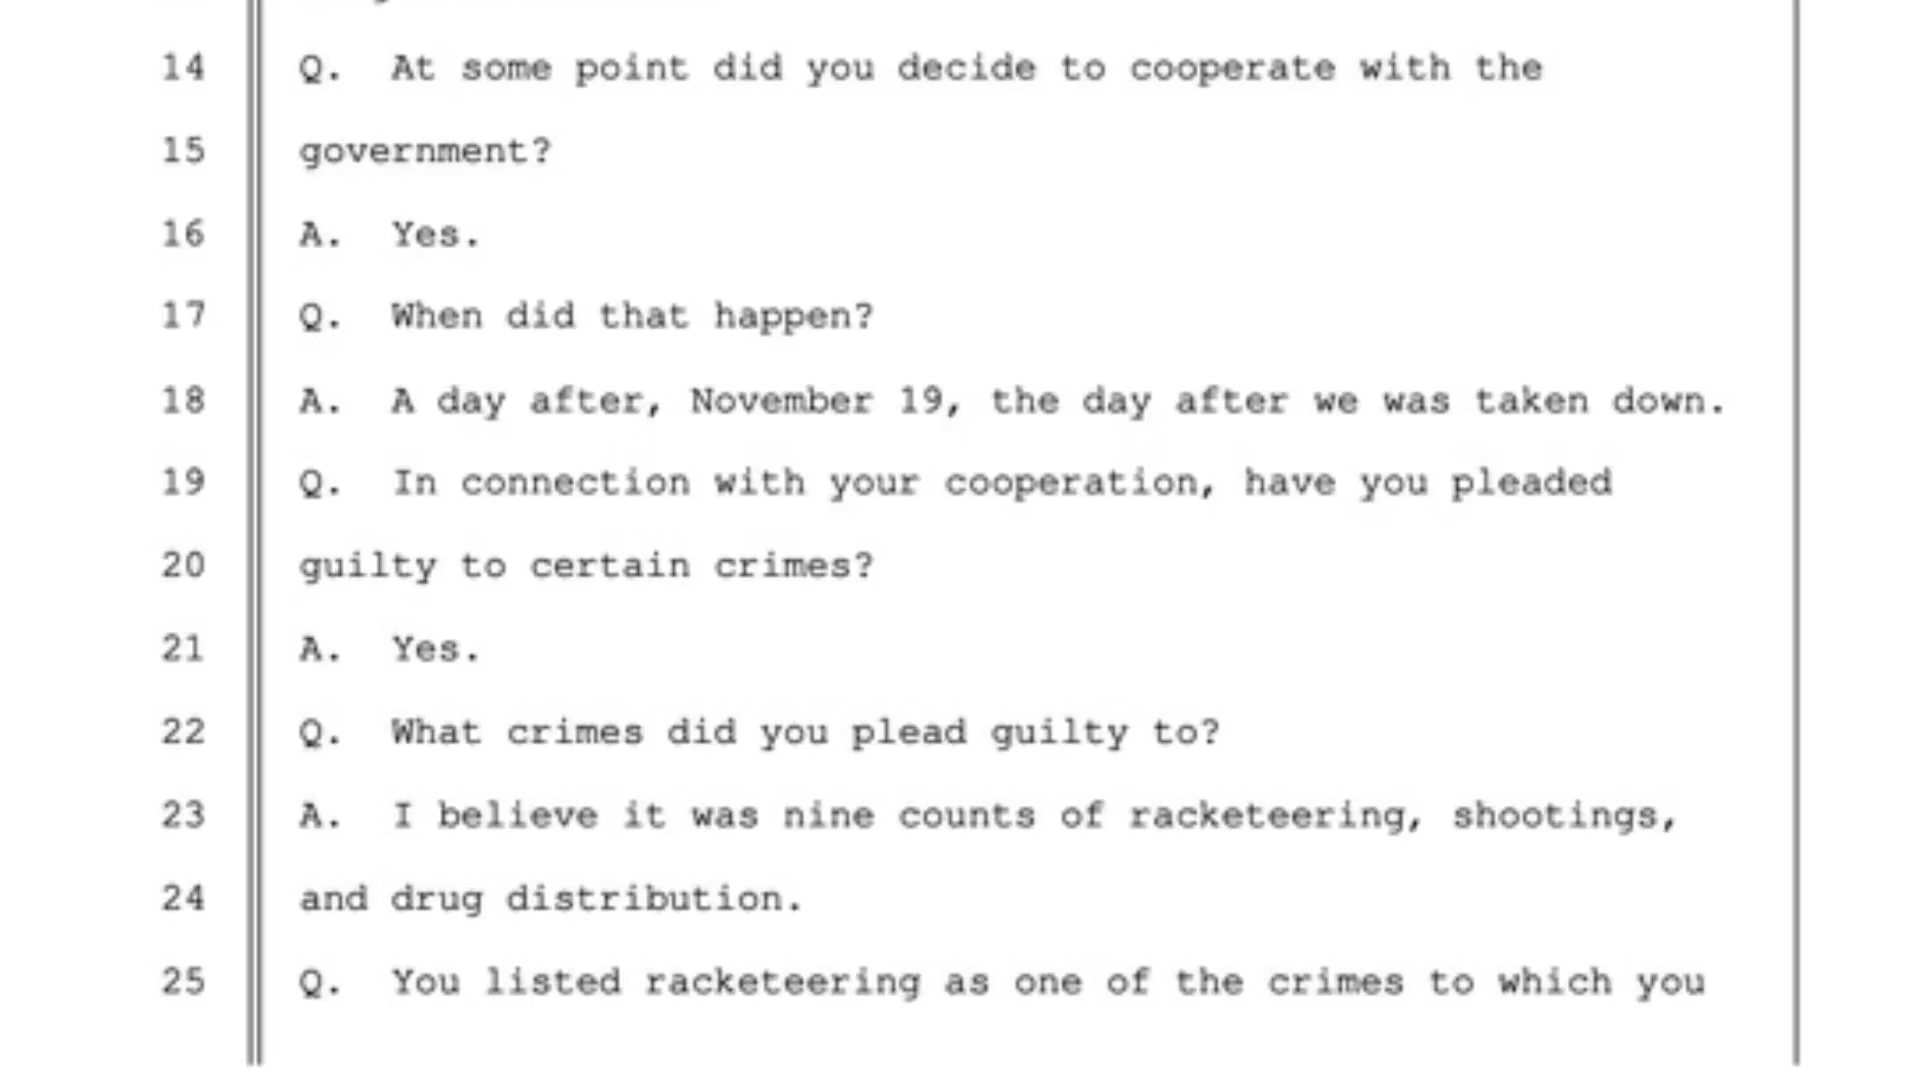 14 Q. At some point did you decide to cooperate with the
15 government?
16 A. Yes.
17 Q. When did that happen?
18 A. A day after, November 19, the day after we was taken down.
19 Q. In connection with your cooperation, have you pleaded
20 guilty to certain crimes?
21 A. Yes.
22 Q. What crimes did you plead guilty to?
23 A. I believe it was nine counts of racketeering, shootings,
24 and drug distribution.
25 Q. You listed racketeering as one of the crimes to which you